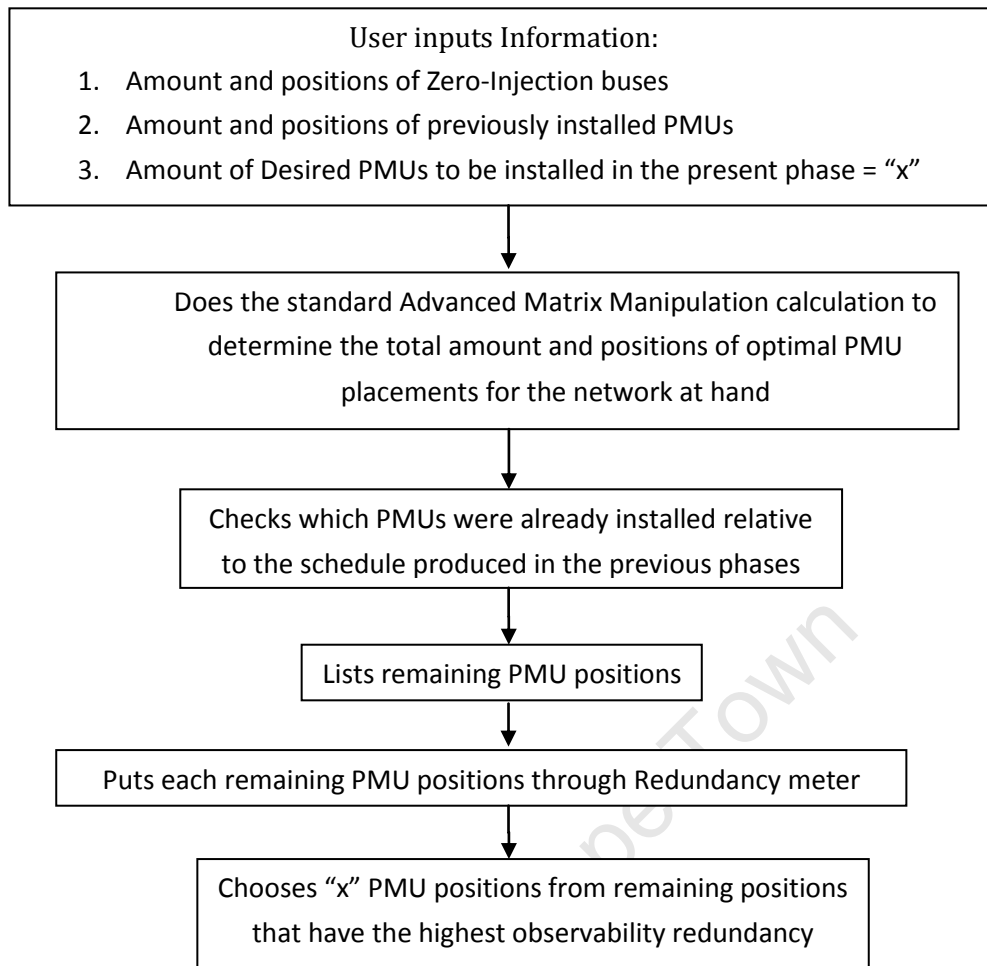 User inputs Information:
1. Amount and positions of Zero-Injection buses
2. Amount and positions of previously installed PMUs
3. Amount of Desired PMUs to be installed in the present phase = “x”
Does the standard Advanced Matrix Manipulation calculation to
determine the total amount and positions of optimal PMU
placements for the network at hand
Checks which PMUs were already installed relative
to the schedule produced in the previous phases
Lists remaining PMU positions
Puts each remaining PMU positions through Redundancy meter
Chooses “x” PMU positions from remaining positions
that have the highest observability redundancy
peTown